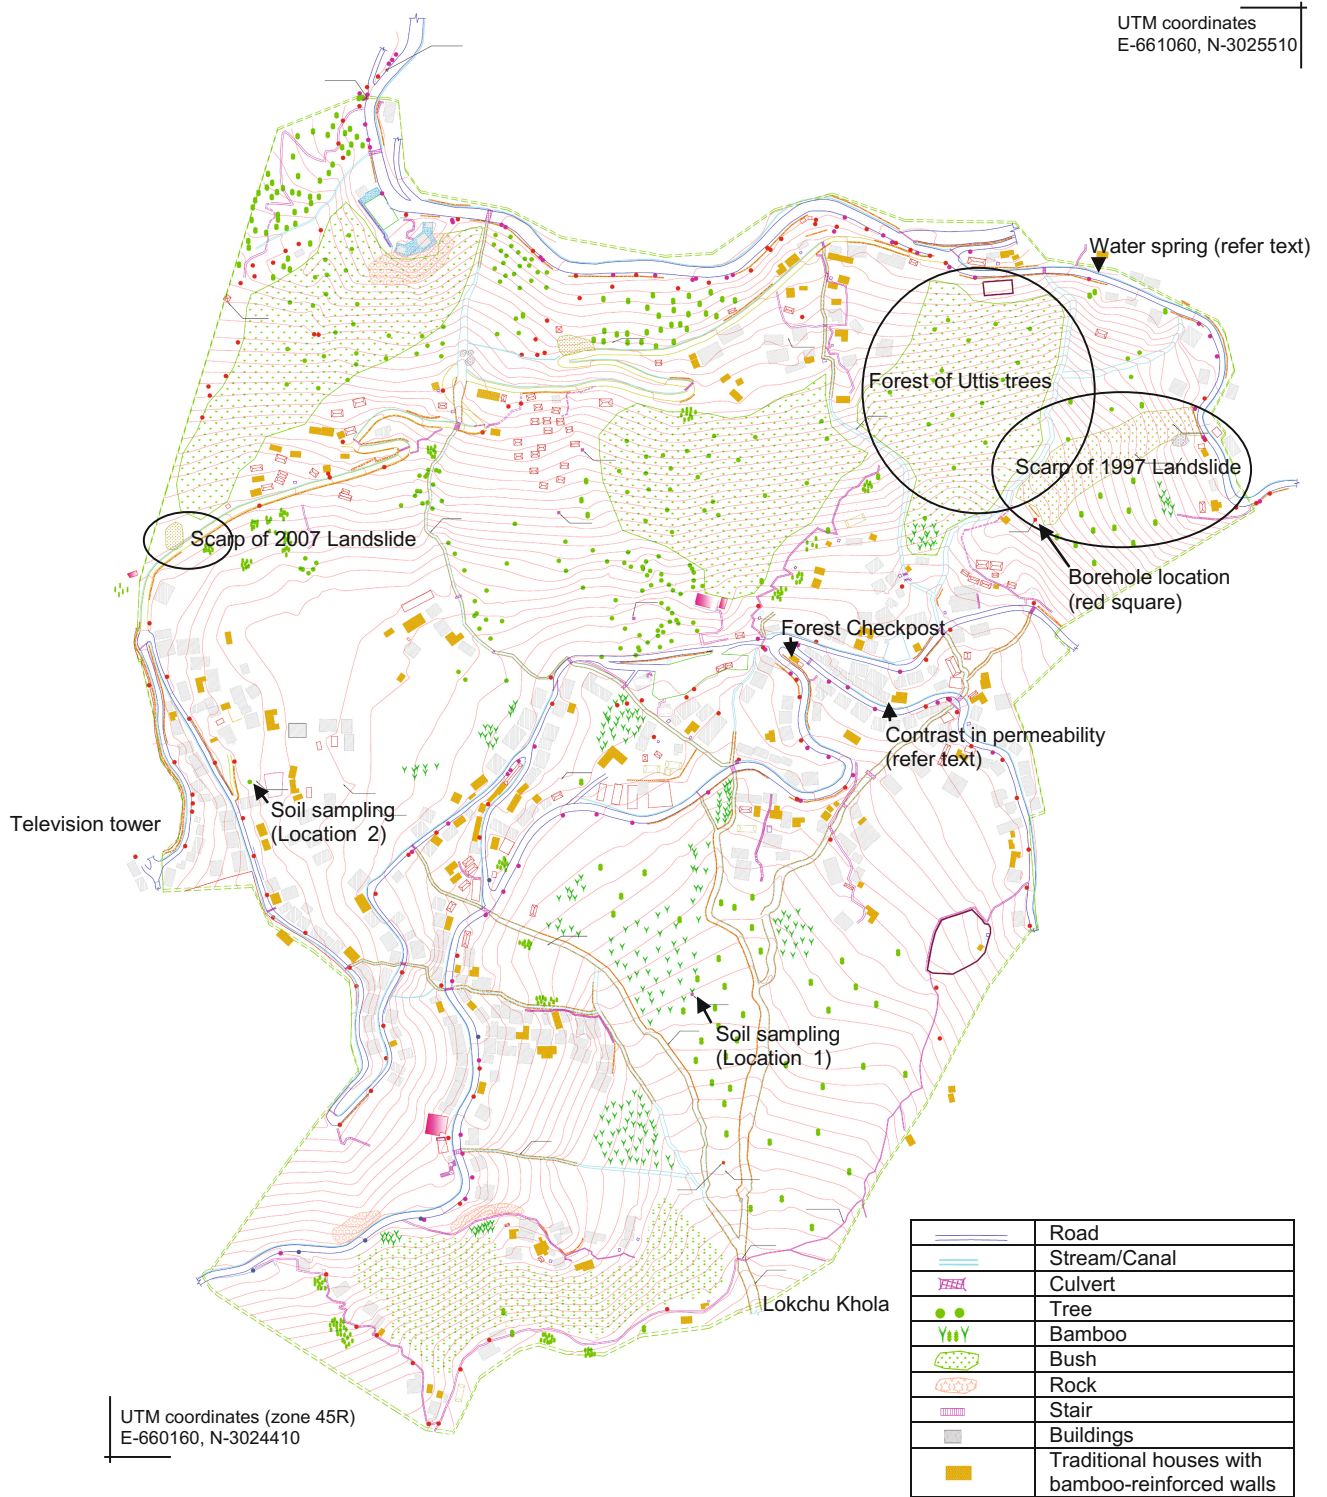 UTM coordinates
E-661060, N-3025510
Water spring (refer text)
Forest of Uttis trees
Scarp of 1997 Landslide
Scarp of 2007 Landslide
Borehole location
(red square)
Forest Checkpost
Contrast in permeability
(refer text)
Soil sampling
(Location 2)
Television tower
Soil sampling
(Location 1)
Lokchu Khola
Road
Stream/Canal
Culvert
Tree
Bamboo
Bush
Rock
Stair
Buildings
Traditional houses with
bamboo-reinforced walls
UTM coordinates (zone 45R)
E-660160, N-3024410